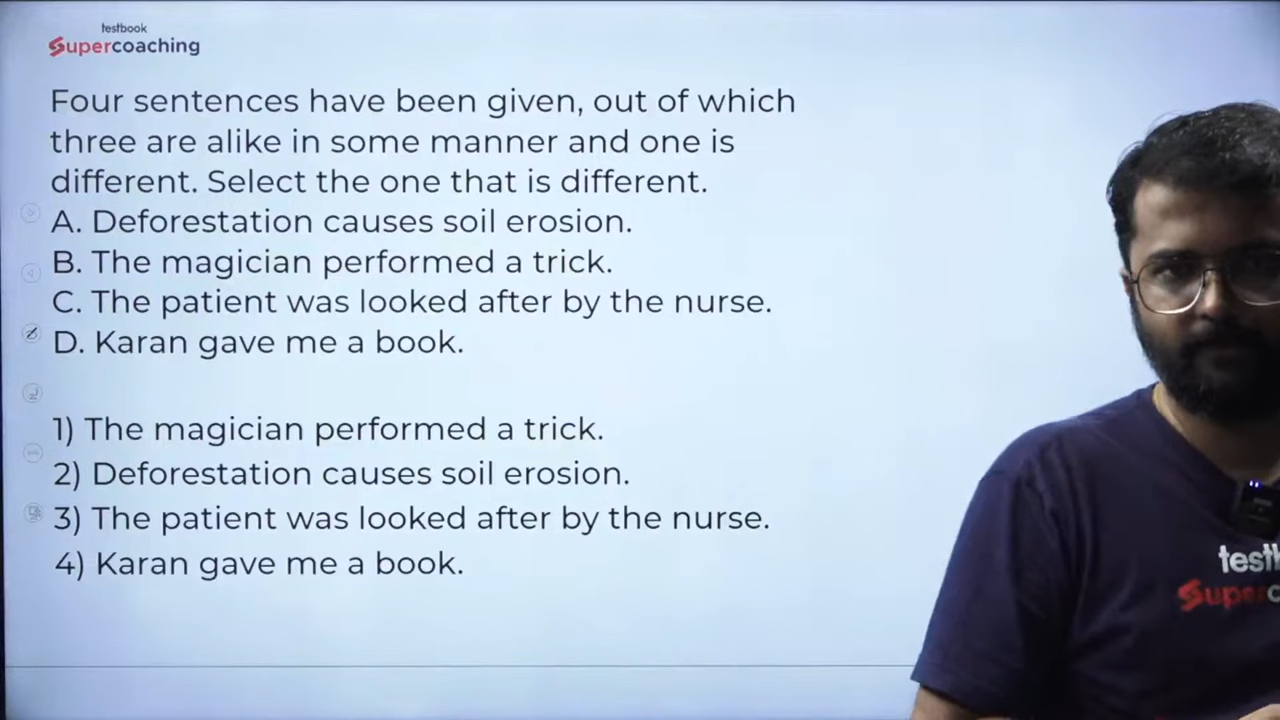 testbook
Supercoaching
Four sentences have been given, out of which
three are alike in some manner and one is
different. Select the one that is different.
A. Deforestation causes soil erosion.
B. The magician performed a trick.
C. The patient was looked after by the nurse.
D. Karan gave me a book.
1) The magician performed a trick.
2) Deforestation causes soil erosion.
3) The patient was looked after by the nurse.
4) Karan gave me a book.